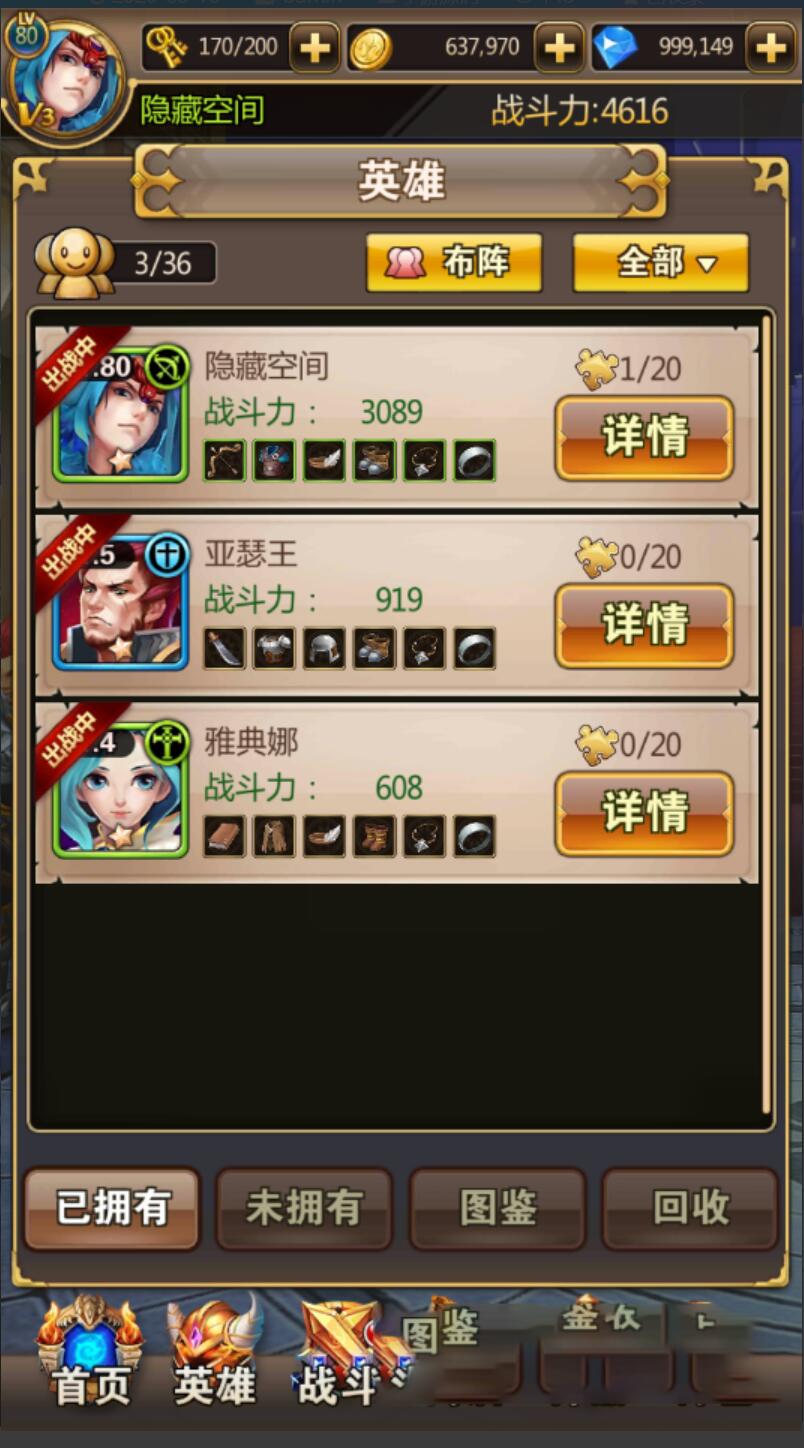 LV
80
170/200
637,970
999,149
V3
隐藏空间
战斗力:4616
英雄
3/36
布阵
全部
出战中
.80
隐藏空间
1/20
战斗力： 3089
详情
出战中
.5
亚瑟王
0/20
战斗力： 919
详情
出战中
.4
雅典娜
0/20
战斗力： 608
详情
已拥有
未拥有
图鉴
回收
首页
英雄
战斗
图鉴